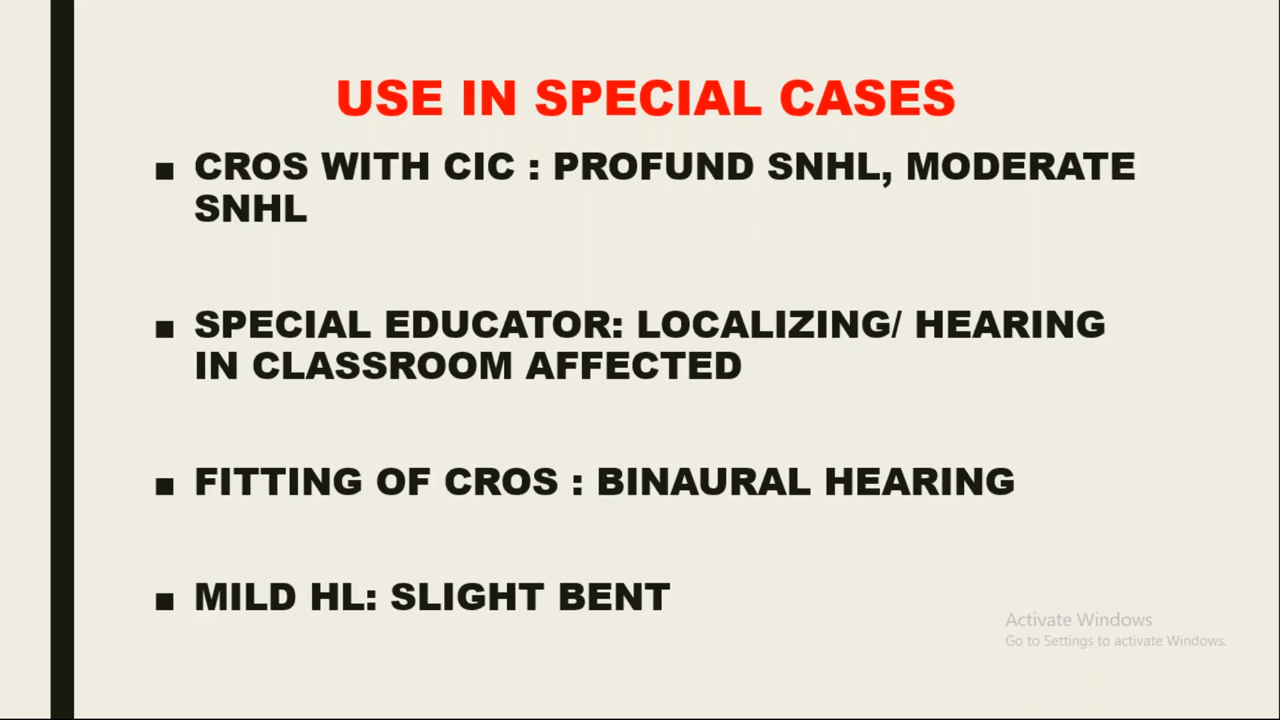 USE IN SPECIAL CASES
■ CROS WITH CIC : PROFUND SNHL, MODERATE
SNHL
■ SPECIAL EDUCATOR: LOCALIZING/ HEARING
IN CLASSROOM AFFECTED
■ FITTING OF CROS : BINAURAL HEARING
■ MILD HL: SLIGHT BENT
Activate Windows
Go to Settings to activate Windows.